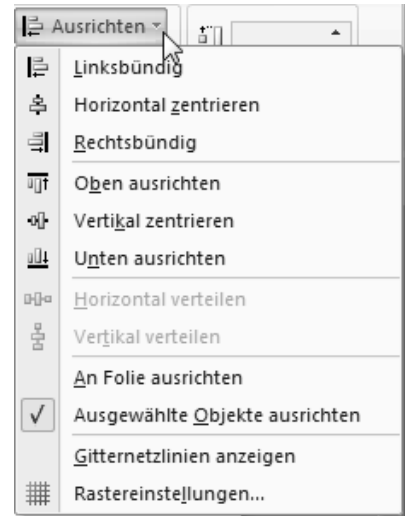 Ausrichten
Linksbündig
Horizontal zentrieren
Rechtsbündig
Oben ausrichten
Vertikal zentrieren
Unten ausrichten
Horizontal verteilen
Vertikal verteilen
An Folie ausrichten
Ausgewählte Objekte ausrichten
Gitternetzlinien anzeigen
Rastereinstellungen...